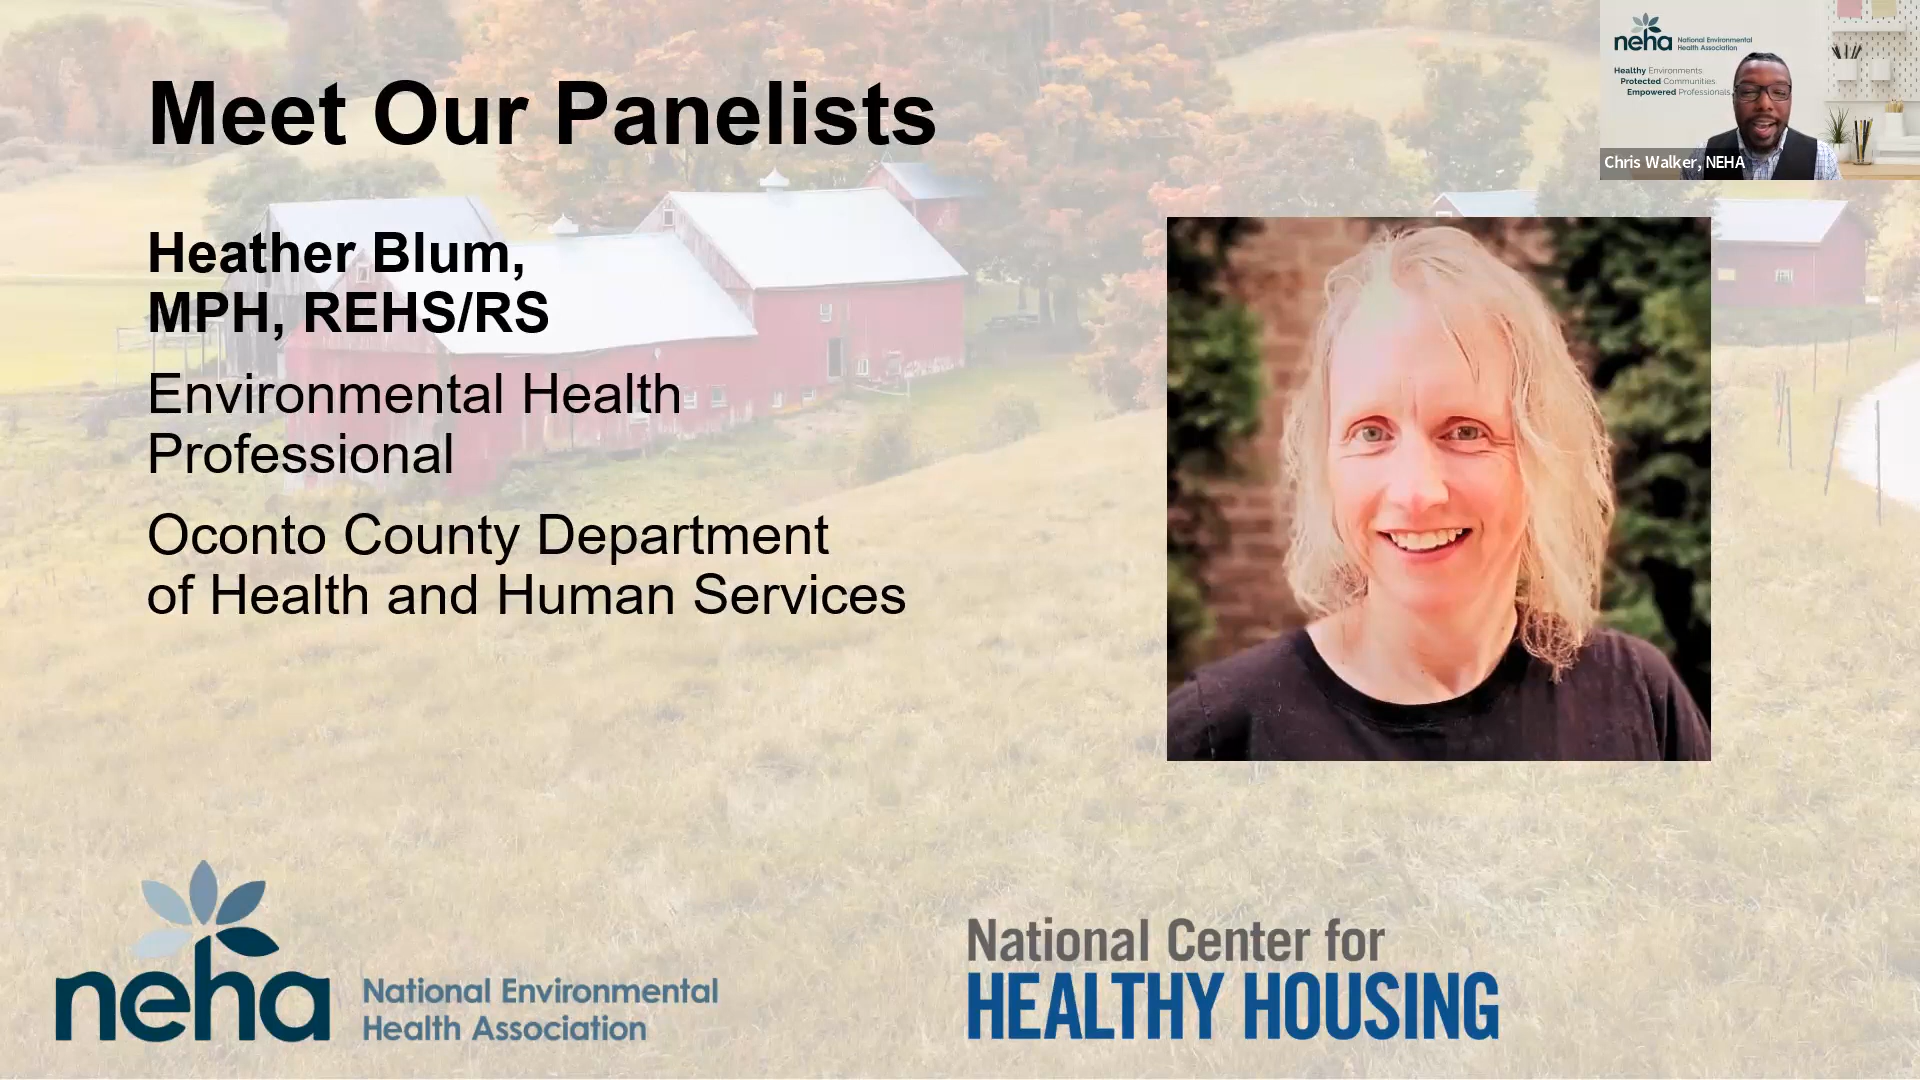 Meet Our Panelists
Heather Blum,
MPH, REHS/RS
Environmental Health
Professional
Oconto County Department
of Health and Human Services
neha National Environmental
Health Association
Healthy Environments
Protected Communities
Empowered Professionals
Chris Walker, NEHA
neha
National Environmental
Health Association
National Center for
HEALTHY HOUSING